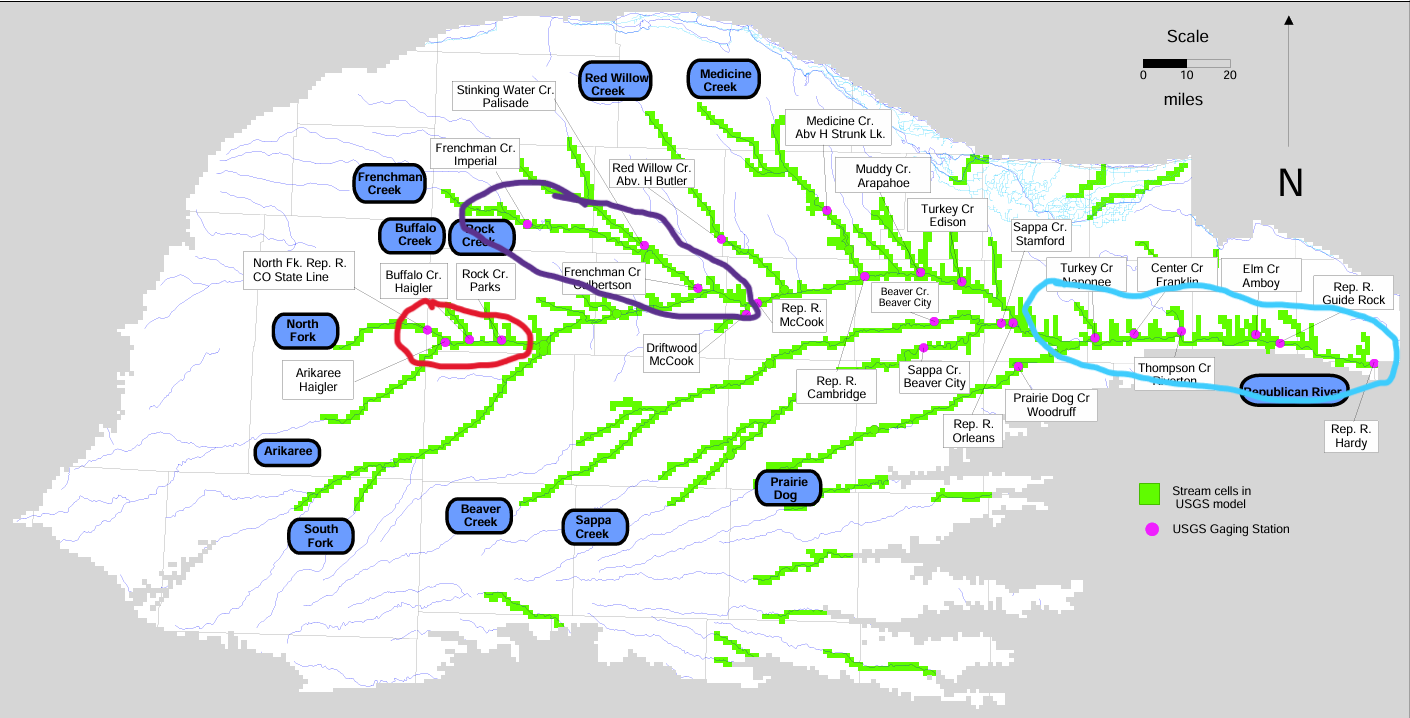 Scale
0 10 20
miles
N
Red Willow
Creek
Medicine
Creek
Stinking Water Cr.
Palisade
Medicine Cr.
Abv H Strunk Lk.
Frenchman Cr.
Imperial
Red Willow Cr.
Abv. H Butler
Muddy Cr.
Arapahoe
Frenchman
Creek
Turkey Cr
Edison
Buffalo
Creek
Sappa Cr.
Stamford
North Fk. Rep. R.
CO State Line
Buffalo Cr.
Haigler
Rock Cr.
Parks
Frenchman Cr
Culbertson
Beaver Cr.
Beaver City
Turkey Cr
Naponee
Center Cr
Franklin
Elm Cr
Amboy
Rep. R.
Guide Rock
Rep. R.
McCook
North
Fork
Driftwood
McCook
Arikaree
Haigler
Rep. R.
Cambridge
Sappa Cr.
Beaver City
Thompson Cr
Riverton
Republican River
Prairie Dog Cr
Woodruff
Rep. R.
Orleans
Rep. R.
Hardy
Arikaree
Prairie
Dog
Beaver
Creek
Sappa
Creek
South
Fork
Stream cells in
USGS model
USGS Gaging Station